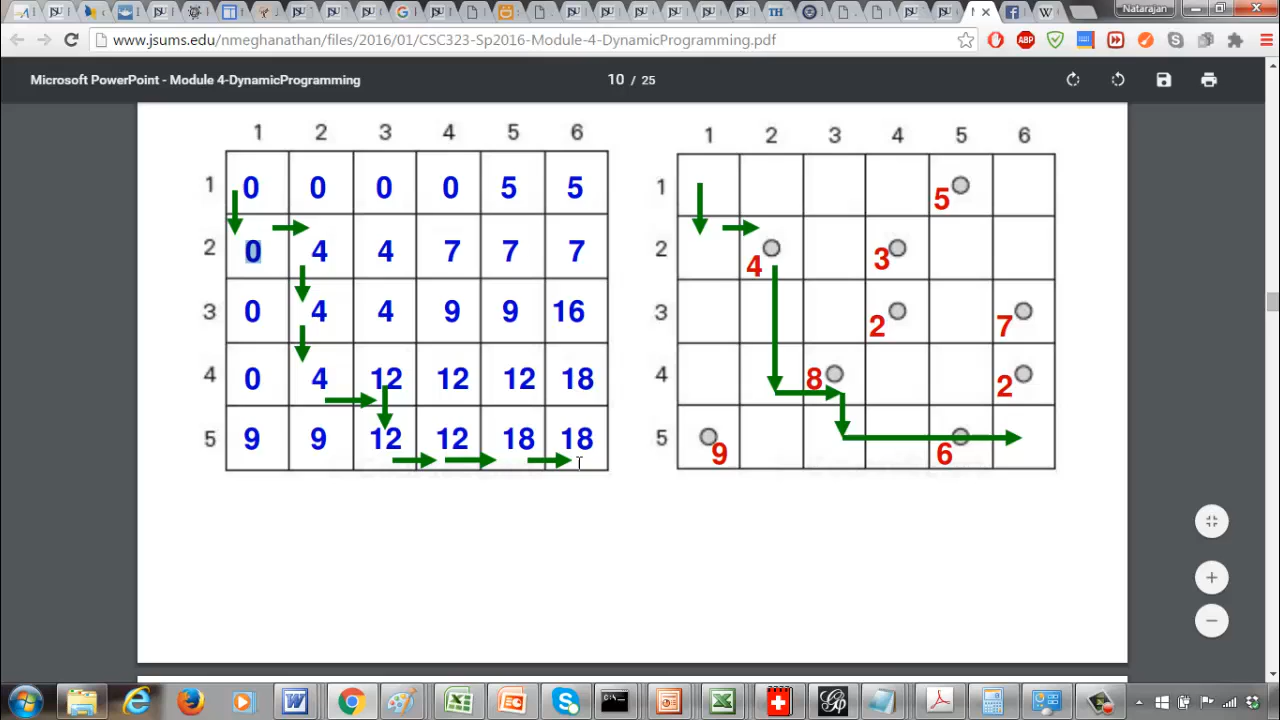 Natarajan
www.jsums.edu/nmeghanathan/files/2016/01/CSC323-Sp2016-Module-4-DynamicProgramming.pdf
ABP
Microsoft PowerPoint - Module 4-DynamicProgramming
10 / 25
1 2 3 4 5 6
1 0 0 0 0 5 5
2 0 4 4 7 7 7
3 0 4 4 9 9 16
4 0 4 12 12 12 18
5 9 9 12 12 18 18
1 2 3 4 5 6
1 5
2 4 3
3 2 7
4 8 2
5 9 6